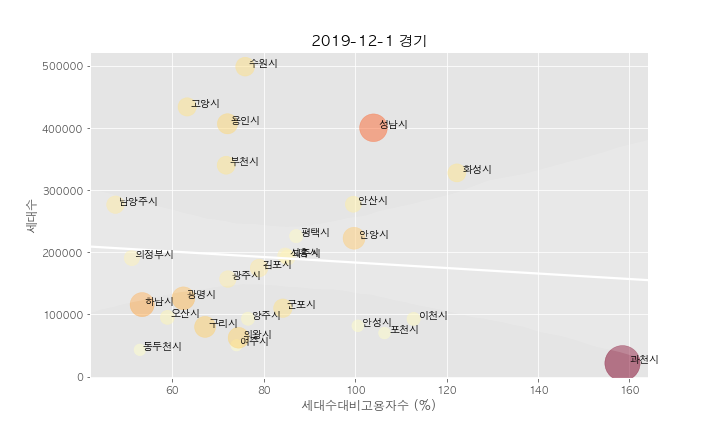 2019-12-1 경기
500000
400000
300000
200000
100000
0
세대수
수원시
고양시
용인시
성남시
부천시
화성시
남양주시
안산시
평택시
안양시
의정부시
김포시
광주시
광명시
하남시
군포시
오산시
양주시
구리시
안성시
이천시
포천시
의왕시
여주시
동두천시
과천시
60
80
100
120
140
160
세대수대비고용자수 (%)